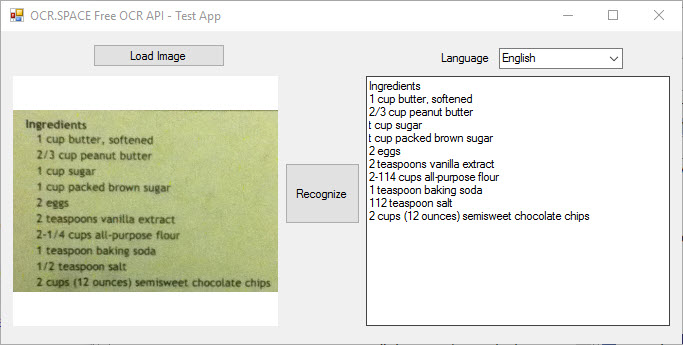 OCR.SPACE Free OCR API - Test App
Load Image
Language
English
Ingredients
1 cup butter, softened
2/3 cup peanut butter
1 cup sugar
1 cup packed brown sugar
2 eggs
2 teaspoons vanilla extract
2-1/4 cups all-purpose flour
1 teaspoon baking soda
1/2 teaspoon salt
2 cups (12 ounces) semisweet chocolate chips
Recognize
Ingredients
1 cup butter, softened
2/3 cup peanut butter
t cup sugar
t cup packed brown sugar
2 eggs
2 teaspoons vanilla extract
2-114 cups all-purpose flour
1 teaspoon baking soda
112 teaspoon salt
2 cups (12 ounces) semisweet chocolate chips